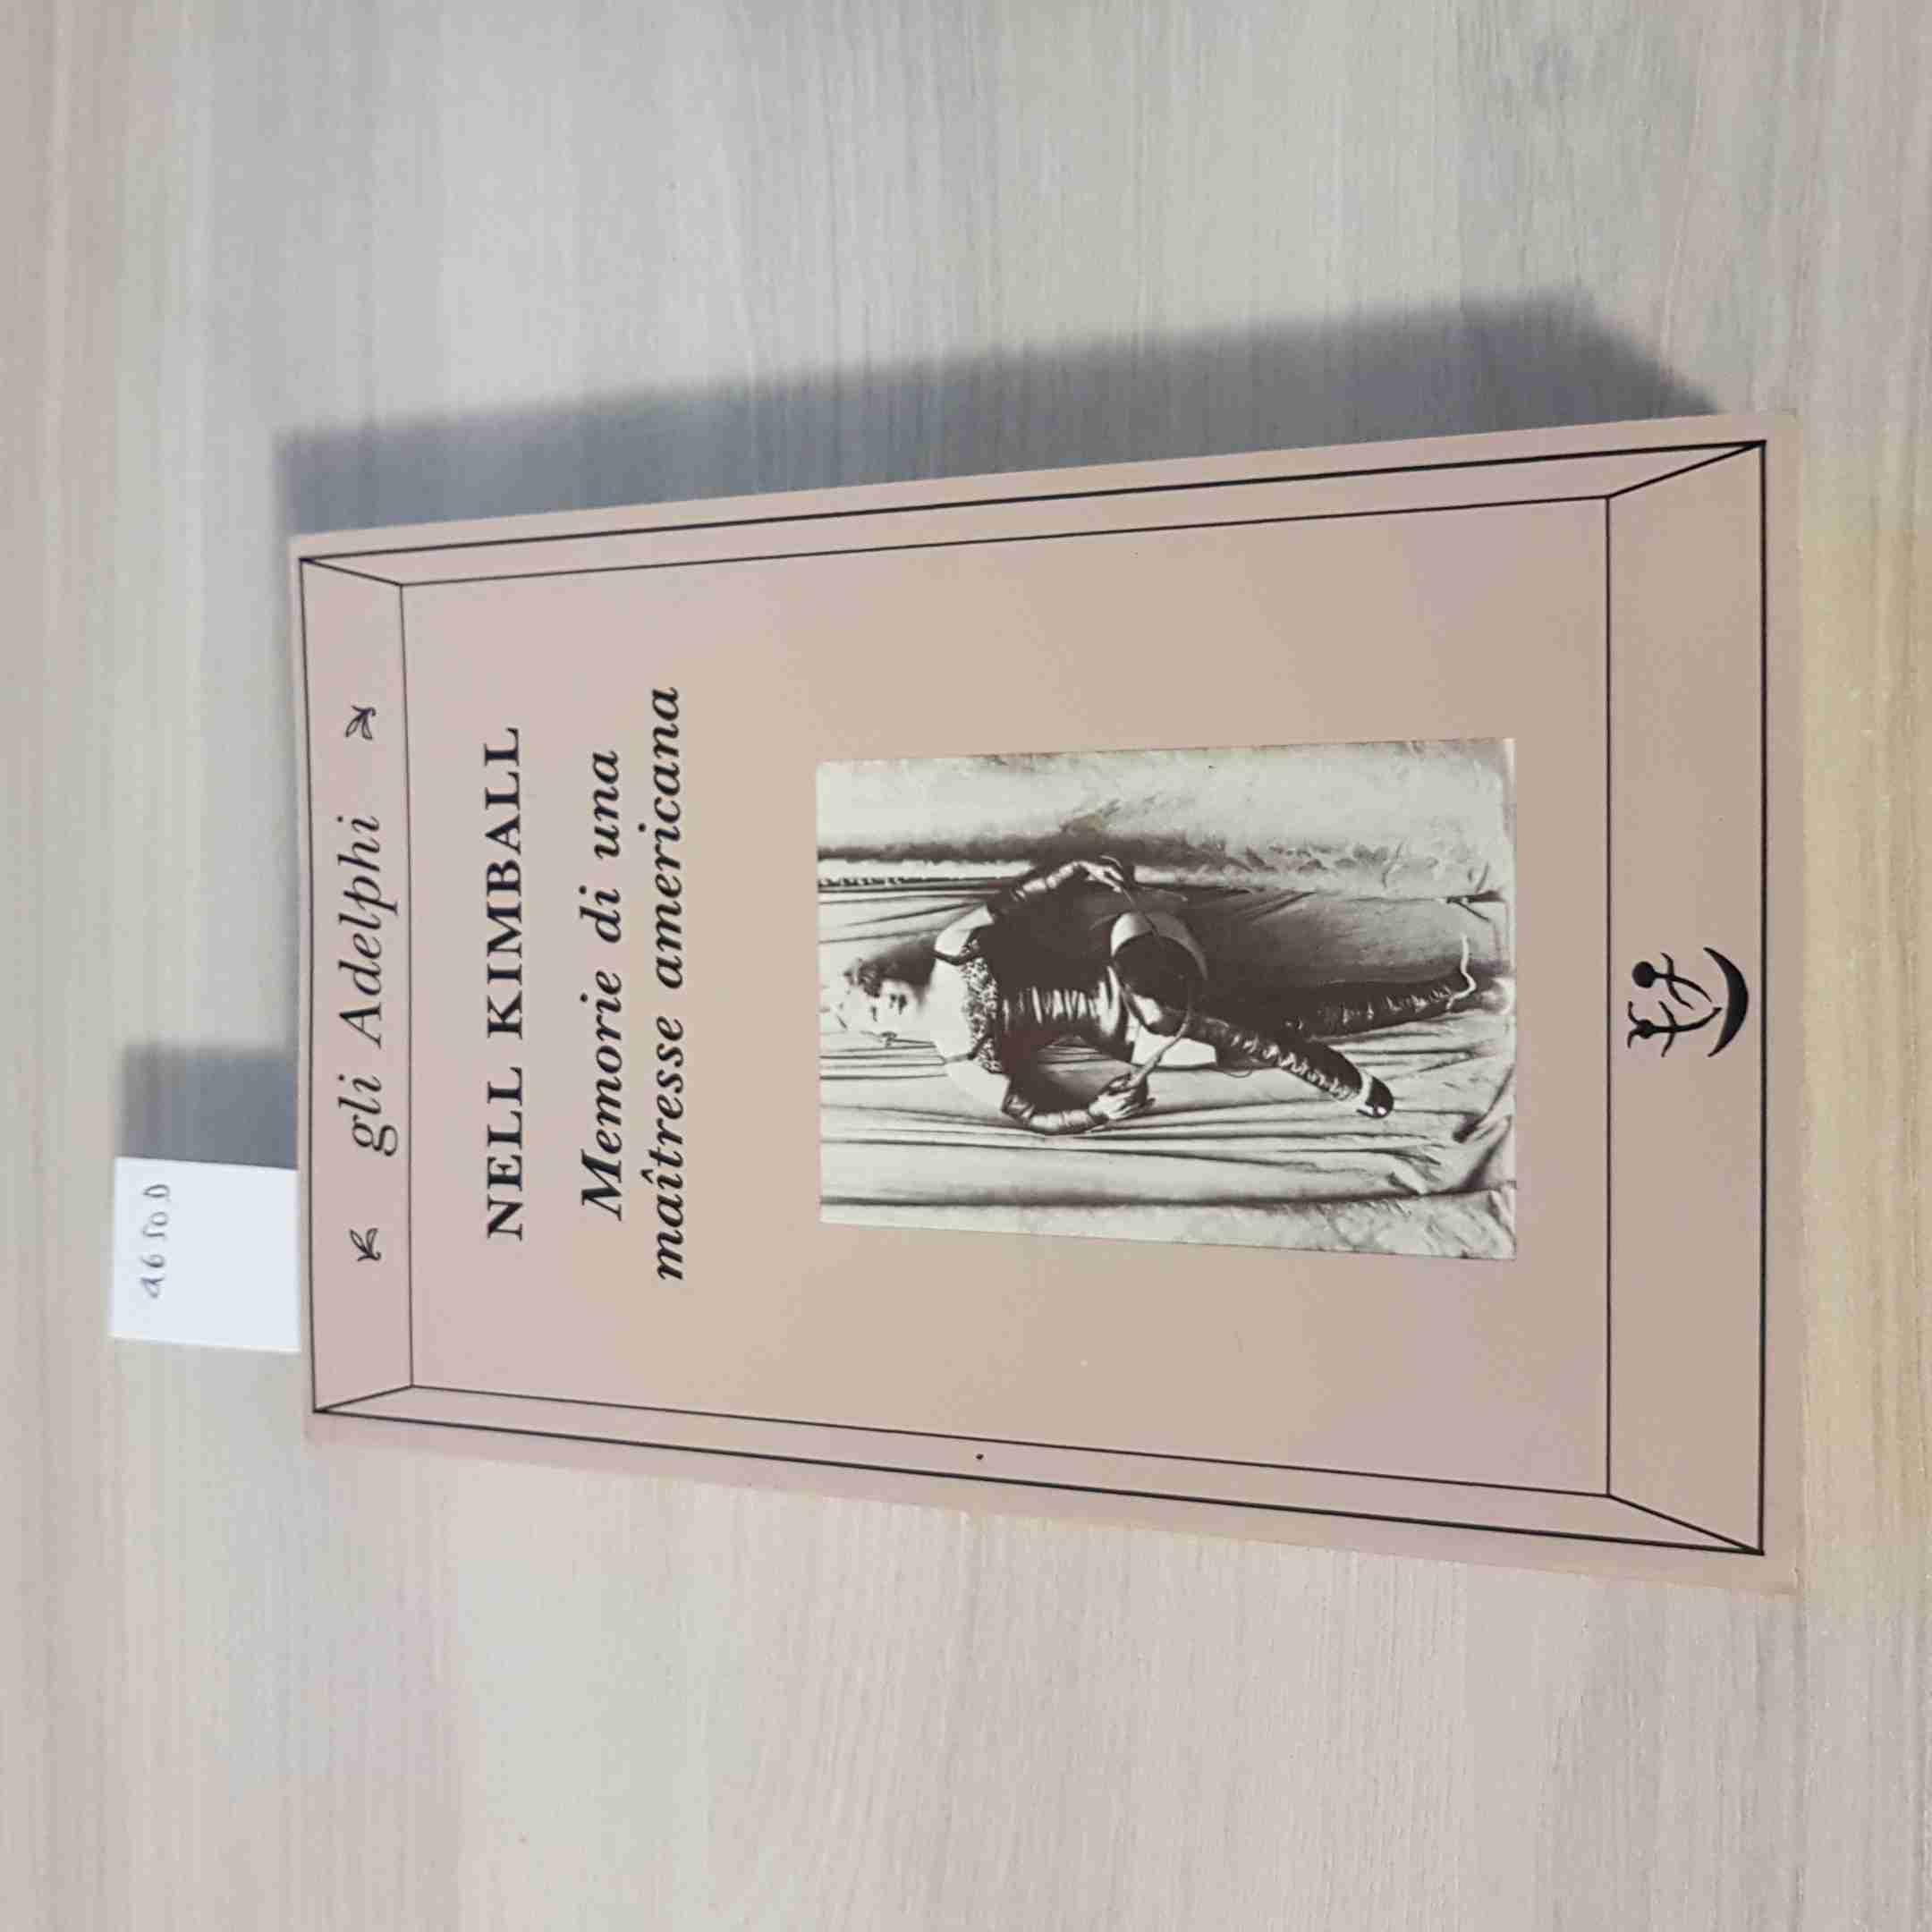 gli Adelphi
NELL KIMBALL
Memorie di una
maîtresse americana